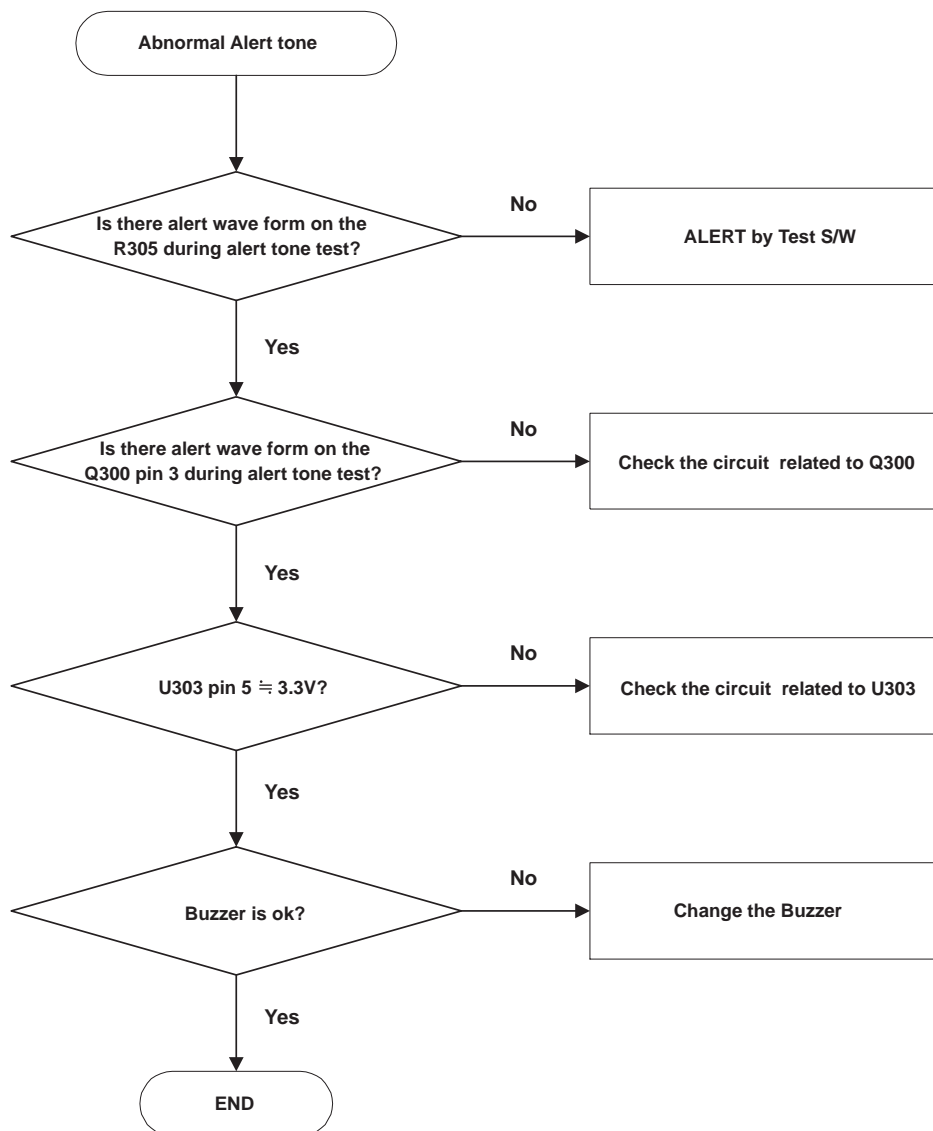 Abnormal Alert tone
Is there alert wave form on the
R305 during alert tone test?
No
ALERT by Test S/W
Yes
Is there alert wave form on the
Q300 pin 3 during alert tone test?
No
Check the circuit related to Q300
Yes
U303 pin 5 ≒ 3.3V?
No
Check the circuit related to U303
Yes
Buzzer is ok?
No
Change the Buzzer
Yes
END